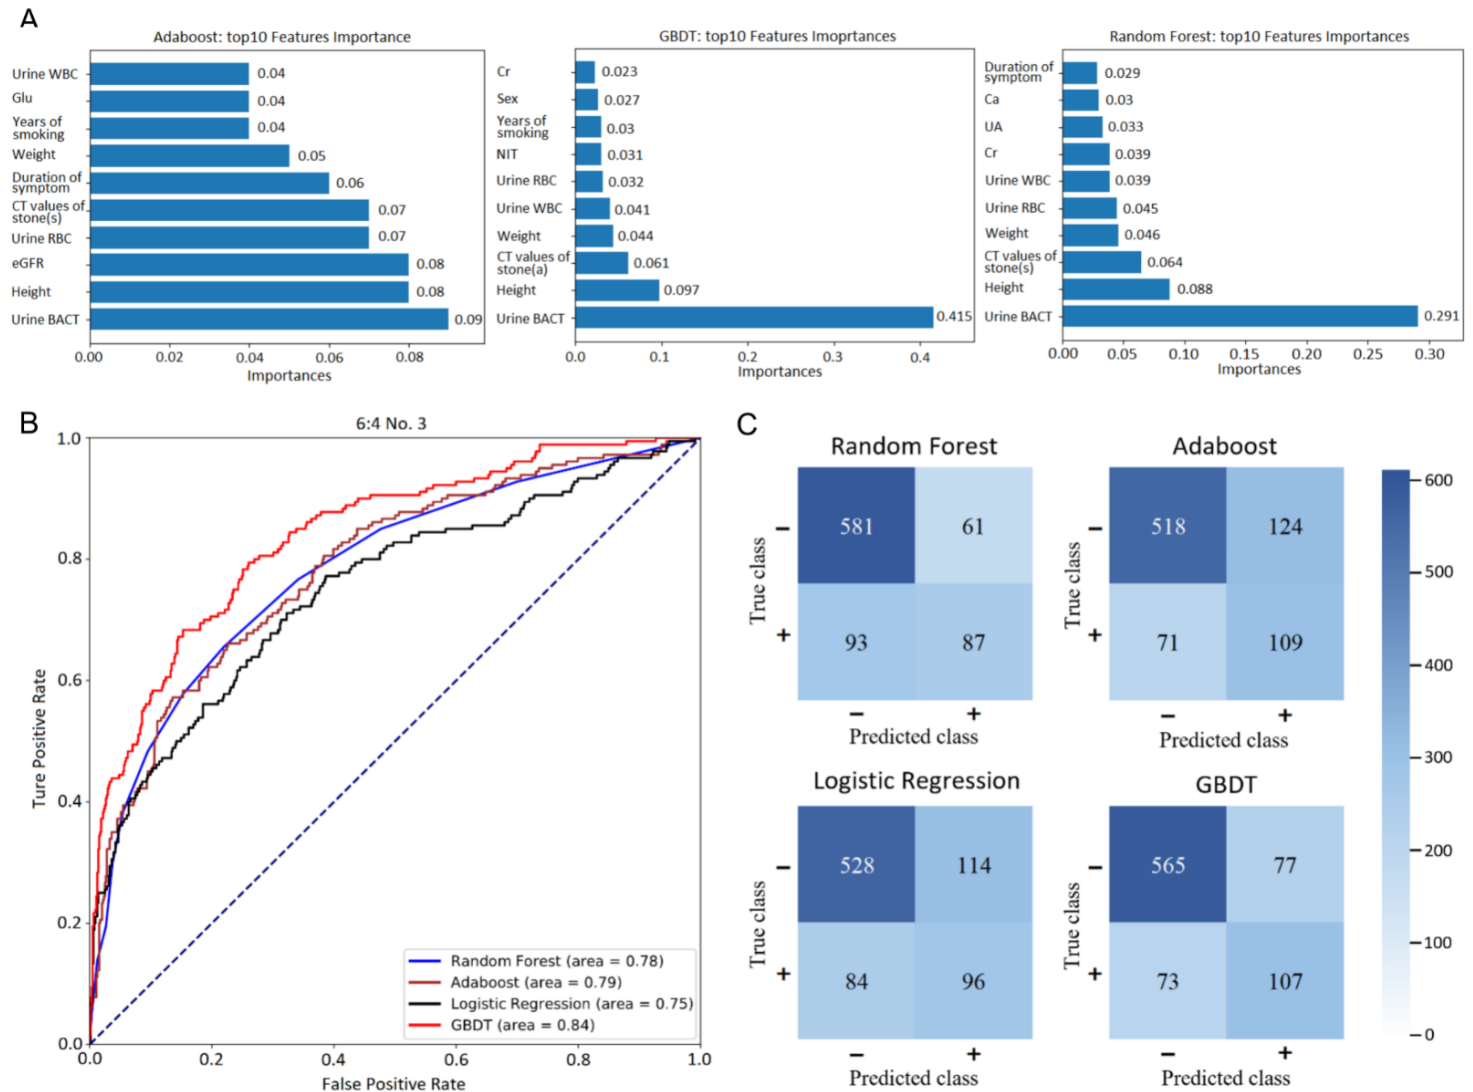 A
Adaboost: top10 Features Importance
Urine WBC
0.04
Glu
0.04
Years of
smoking
0.04
Weight
0.05
Duration of
symptom
0.06
CT values of
stone(s)
0.07
Urine RBC
0.07
eGFR
0.08
Height
0.08
Urine BACT
0.09
0.00 0.02 0.04 0.06 0.08
Importances
GBDT: top10 Features Imoprtances
Cr
0.023
Sex
0.027
Years of
smoking
0.03
NIT
0.031
Urine RBC
0.032
Urine WBC
0.041
Weight
0.044
CT values of
stone(a)
0.061
Height
0.097
Urine BACT
0.415
0.0 0.1 0.2 0.3 0.4
Importances
Random Forest: top10 Features Importances
Duration of
symptom
0.029
Ca
0.03
UA
0.033
Cr
0.039
Urine WBC
0.039
Urine RBC
0.045
Weight
0.046
CT values of
stone(s)
0.064
Height
0.088
Urine BACT
0.291
0.00 0.05 0.10 0.15 0.20 0.25 0.30
Importances
B
6:4 No. 3
Ture Positive Rate
1.0
0.8
0.6
0.4
0.2
0.0
0.0 0.2 0.4 0.6 0.8 1.0
False Positive Rate
Random Forest (area = 0.78)
Adaboost (area = 0.79)
Logistic Regression (area = 0.75)
GBDT (area = 0.84)
C
Random Forest
True class
− 581 61
+ 93 87
− +
Predicted class
Adaboost
True class
− 518 124
+ 71 109
− +
Predicted class
Logistic Regression
True class
− 528 114
+ 84 96
− +
Predicted class
GBDT
True class
− 565 77
+ 73 107
− +
Predicted class
600
500
400
300
200
100
0